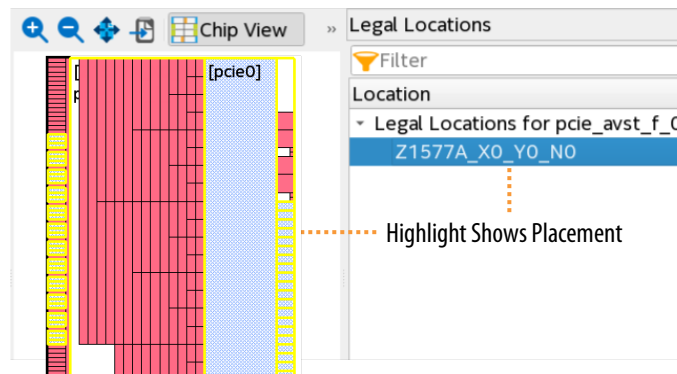 Chip View
»
Legal Locations
Filter
Location
Legal Locations for pcie_avst_f_0
Z1577A_X0_Y0_N0
[pcie0]
[
p
Highlight Shows Placement